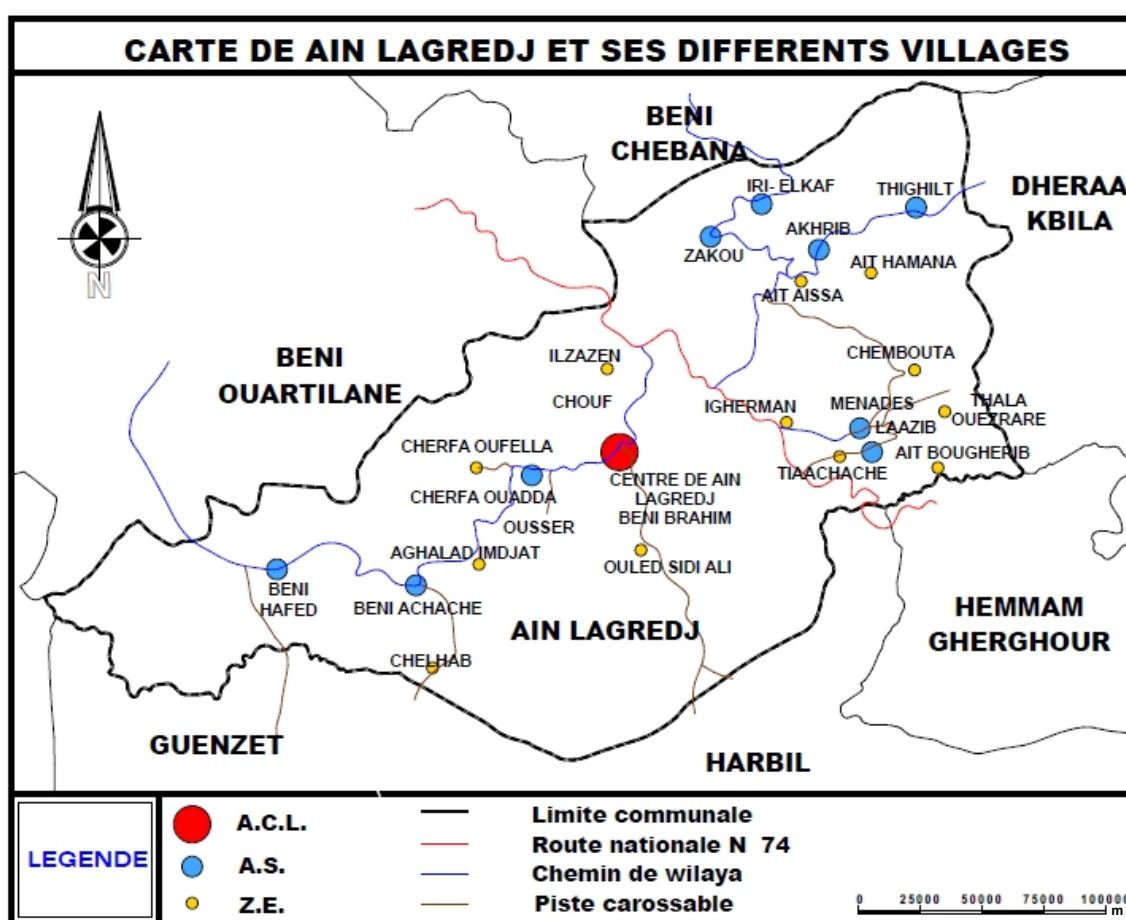 CARTE DE AIN LAGREDJ ET SES DIFFERENTS VILLAGES
BENI
CHEBANA
IRI- ELKAF
THIGHILT
DHERAA
KBILA
AKHRIB
ZAKOU
AIT HAMANA
AIT AISSA
N
BENI
OUARTILANE
ILZAZEN
CHOUF
CHEMBOUTA
IGHERMAN
MENADES
THALA
OUEZRARE
LAAZIB
CHERFA OUFELLA
AIT BOUGHERIB
TIAACHACHE
CHERFA OUADDA
CENTRE DE AIN
LAGREDJ
BENI BRAHIM
OUSSER
AGHALAD IMDJAT
OULED SIDI ALI
BENI
HAFED
BENI ACHACHE
AIN LAGREDJ
HEMMAM
GHERGHOUR
CHELHAB
GUENZET
HARBIL
LEGENDE
A.C.L.
A.S.
Z.E.
Limite communale
Route nationale N 74
Chemin de wilaya
Piste carossable
0 25000 50000 75000 100000
m